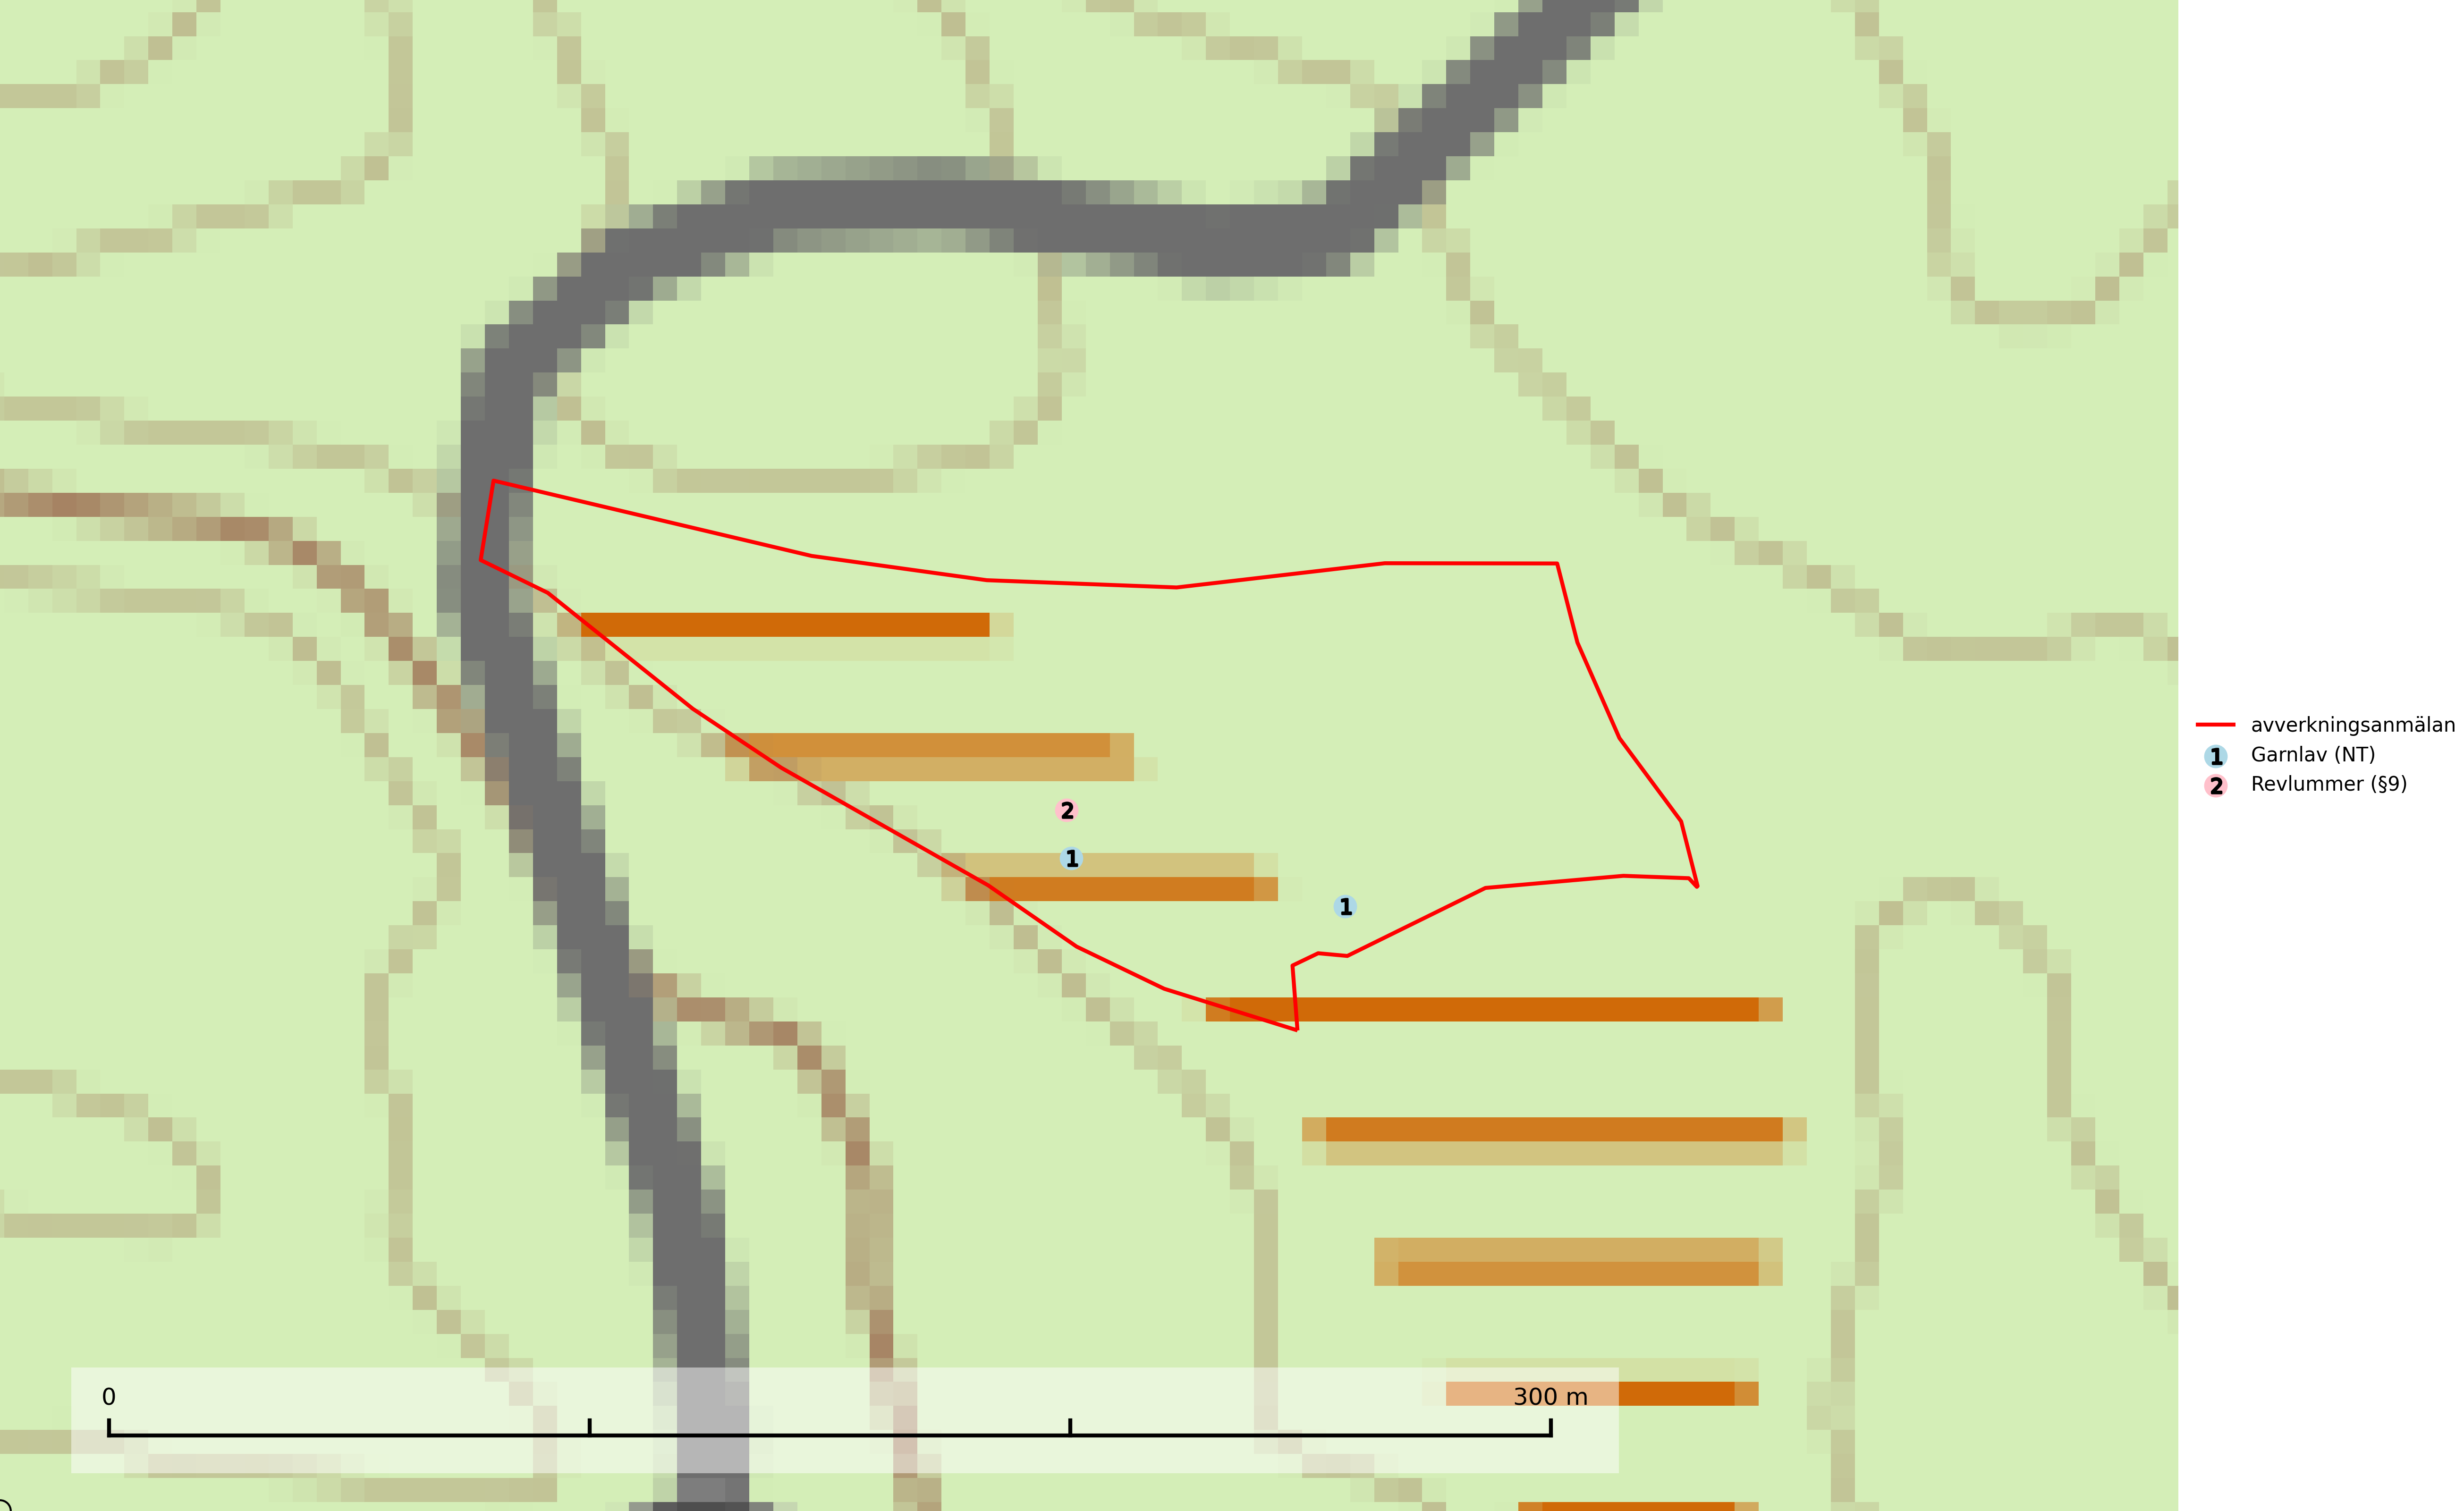 avverkningsanmälan
1 Garnlav (NT)
2 Revlummer (§9)
2
1
1
0
300 m